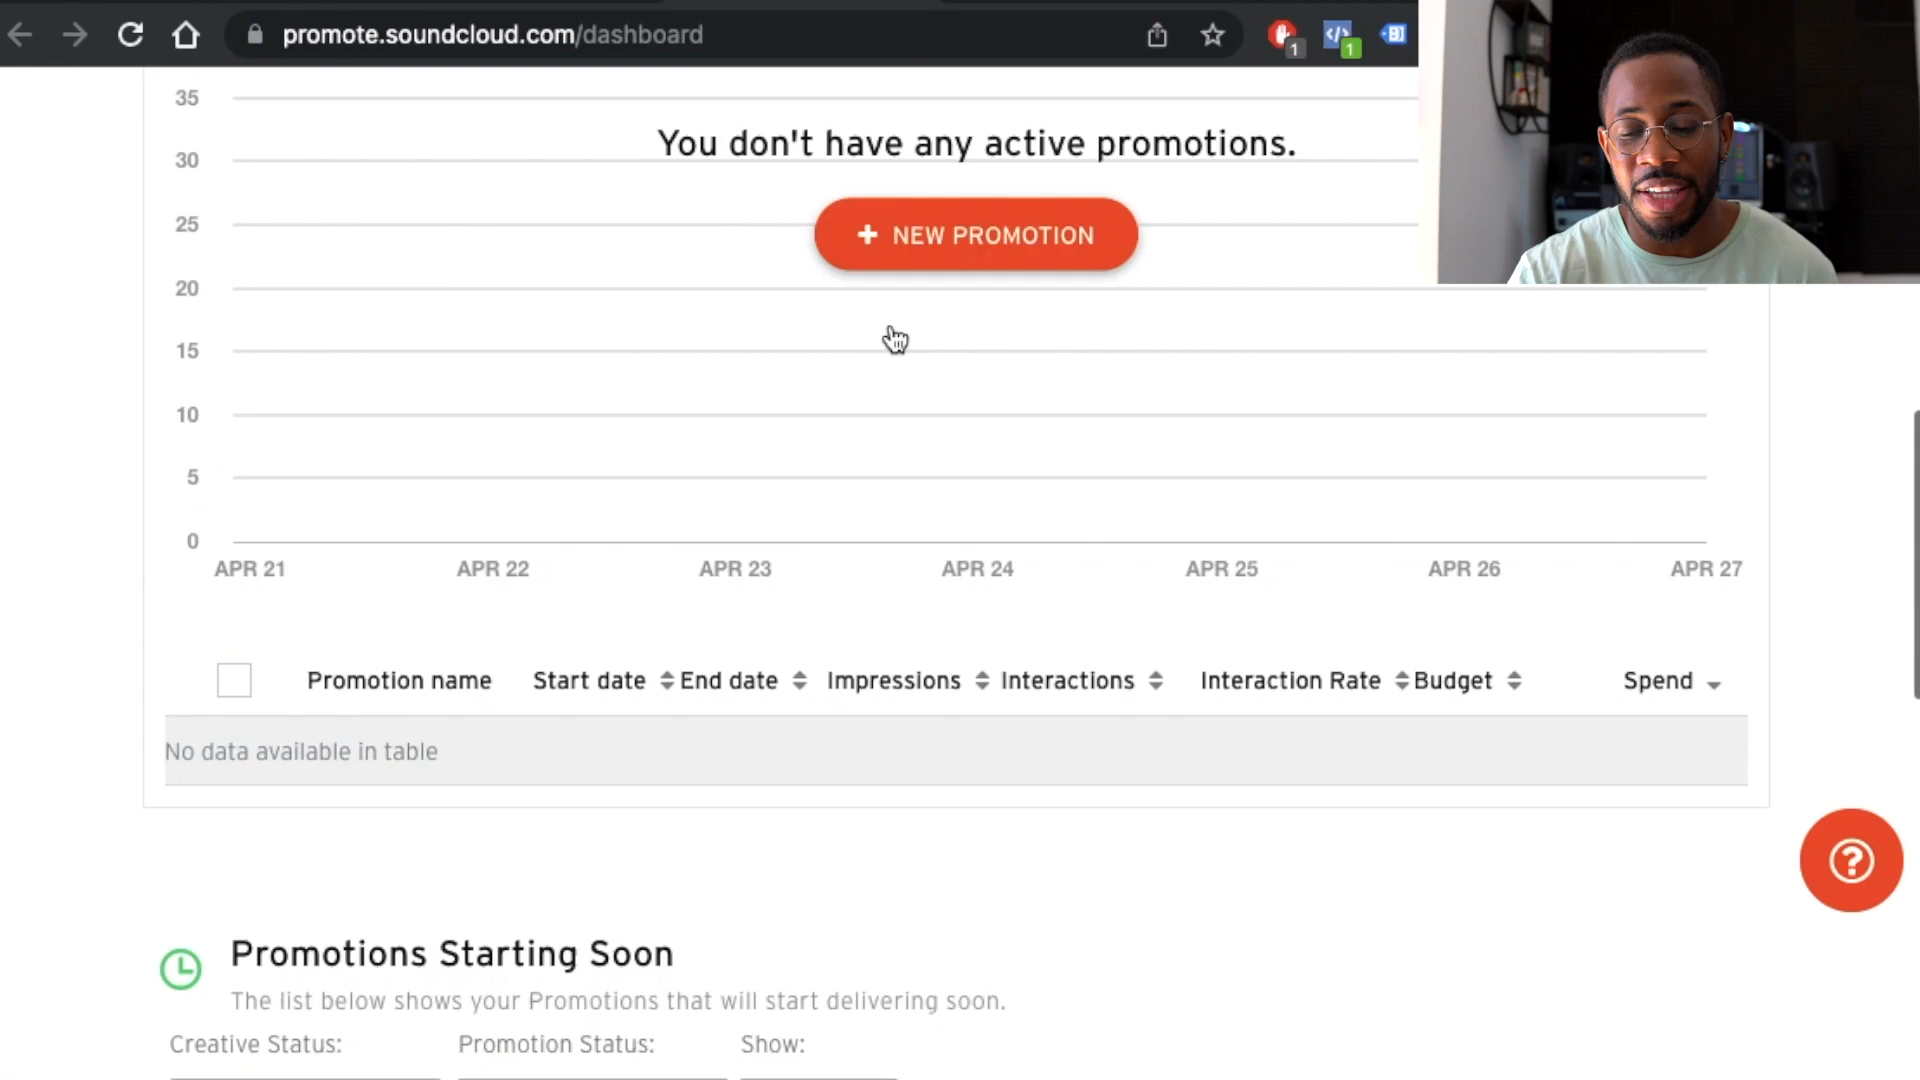 promote.soundcloud.com/dashboard
1
1
35
You don't have any active promotions.
30
25
+ NEW PROMOTION
20
15
10
5
0
APR 21 APR 22 APR 23 APR 24 APR 25 APR 26 APR 27
Promotion name Start date End date Impressions Interactions Interaction Rate Budget Spend
No data available in table
?
Promotions Starting Soon
The list below shows your Promotions that will start delivering soon.
Creative Status: Promotion Status: Show: